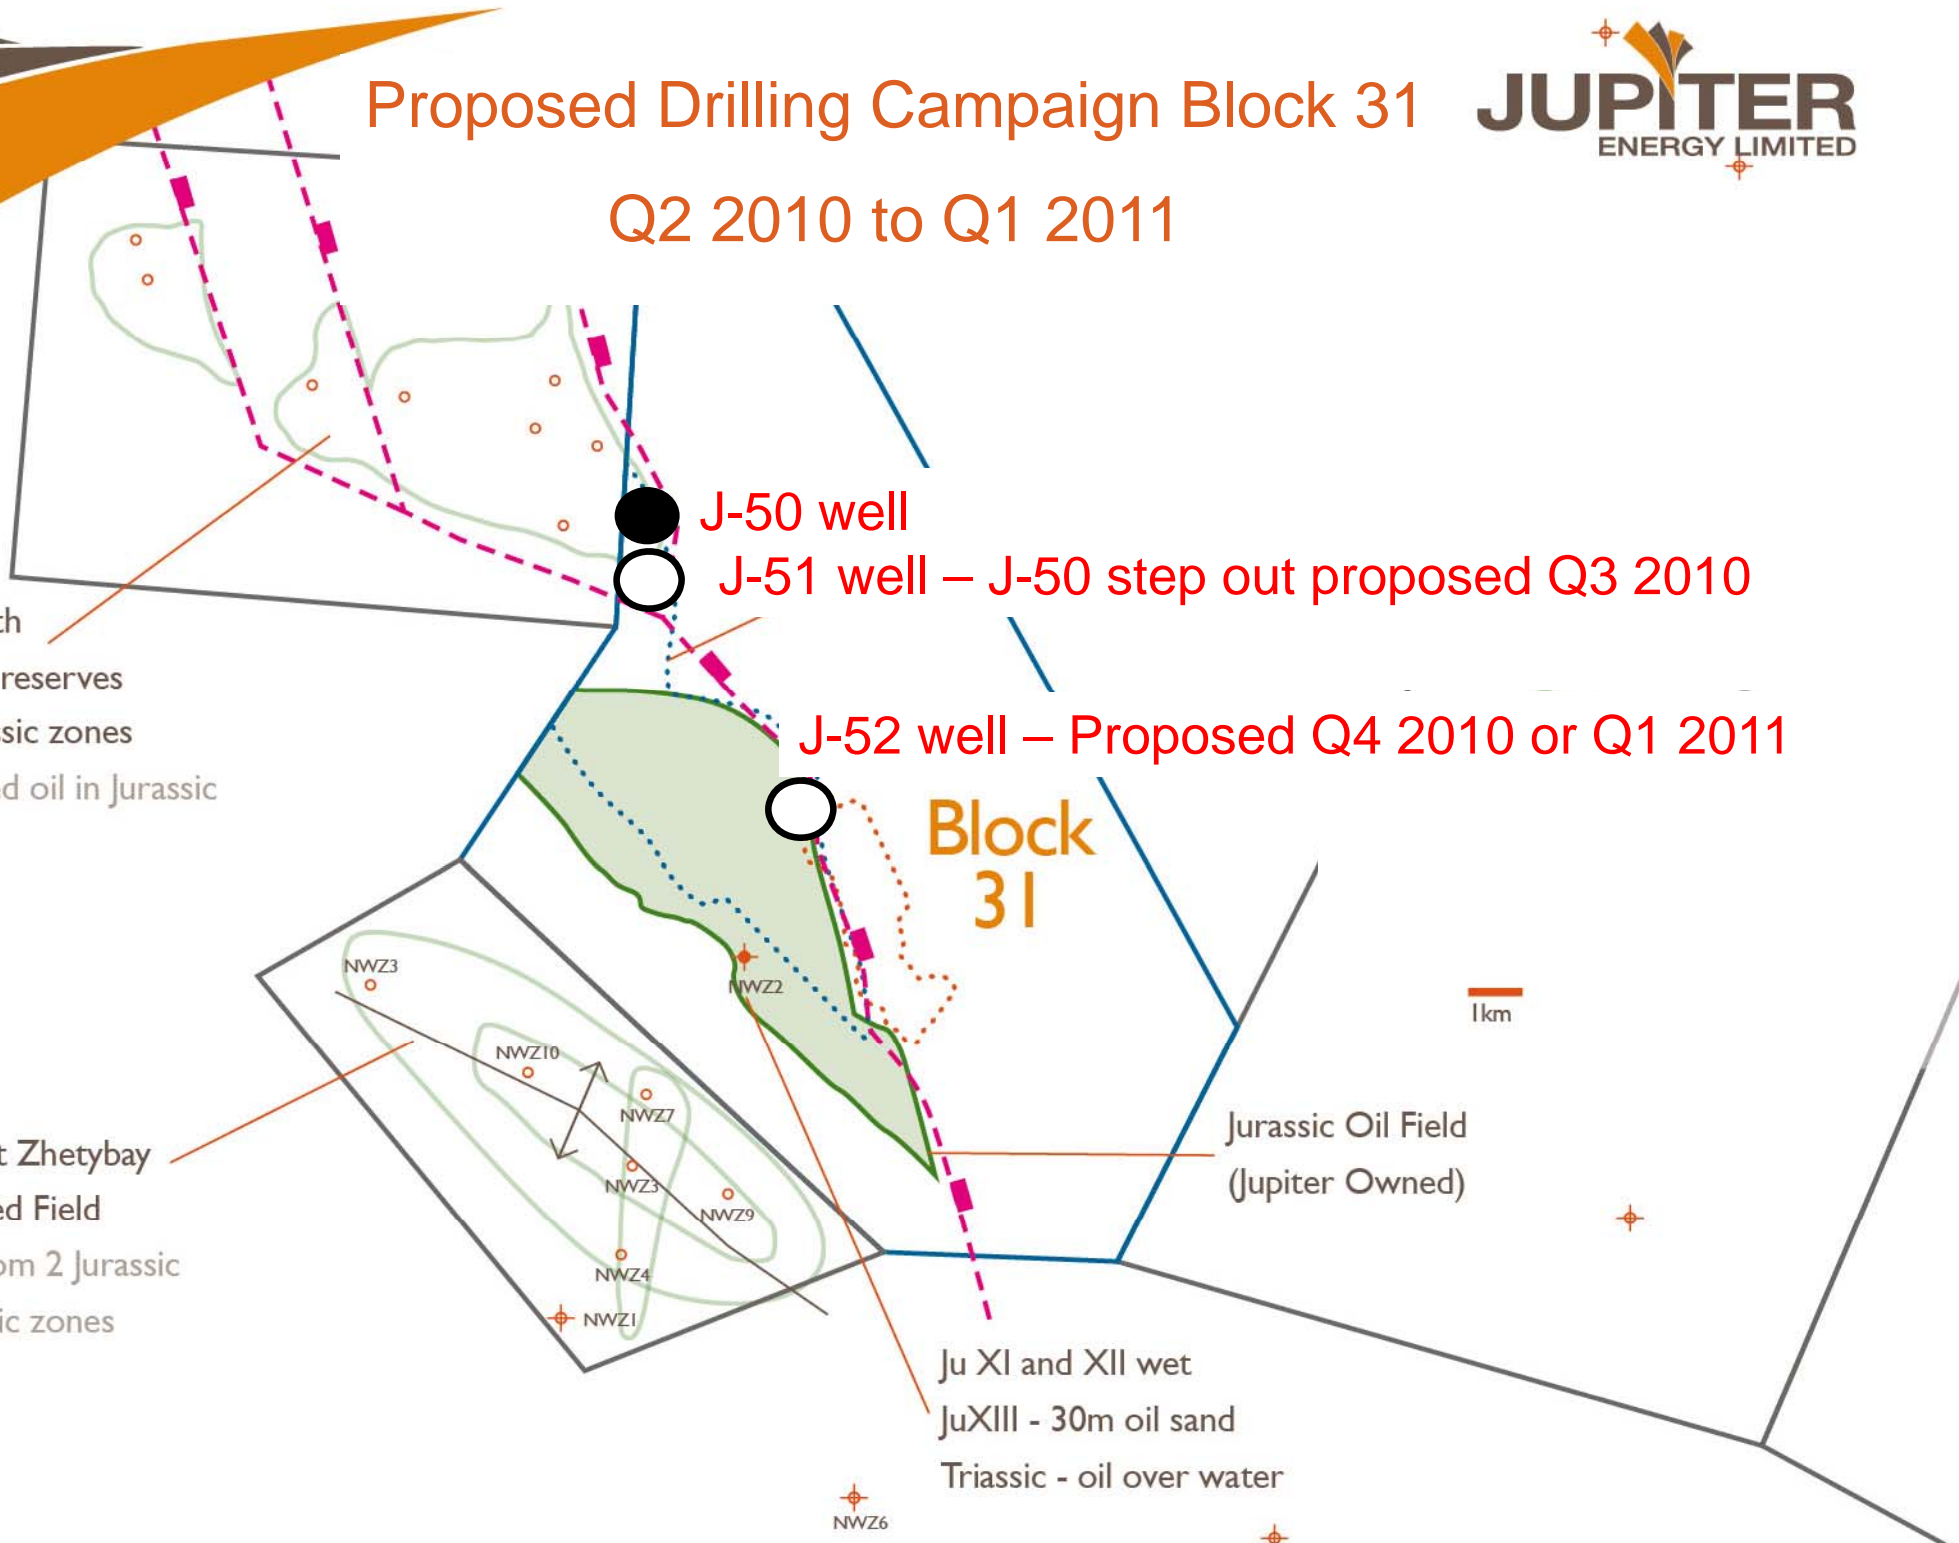 Proposed Drilling Campaign Block 31
Q2 2010 to Q1 2011
JUPITER
ENERGY LIMITED
J-50 well
J-51 well – J-50 step out proposed Q3 2010
th
reserves
ssic zones
d oil in Jurassic
J-52 well – Proposed Q4 2010 or Q1 2011
Block
31
NWZ3
NWZ2
1km
NWZ10
NWZ7
NWZ3
NWZ9
NWZ4
NWZ1
t Zhetybay
ed Field
om 2 Jurassic
ic zones
Jurassic Oil Field
(Jupiter Owned)
Ju XI and XII wet
JuXIII - 30m oil sand
Triassic - oil over water
NWZ6